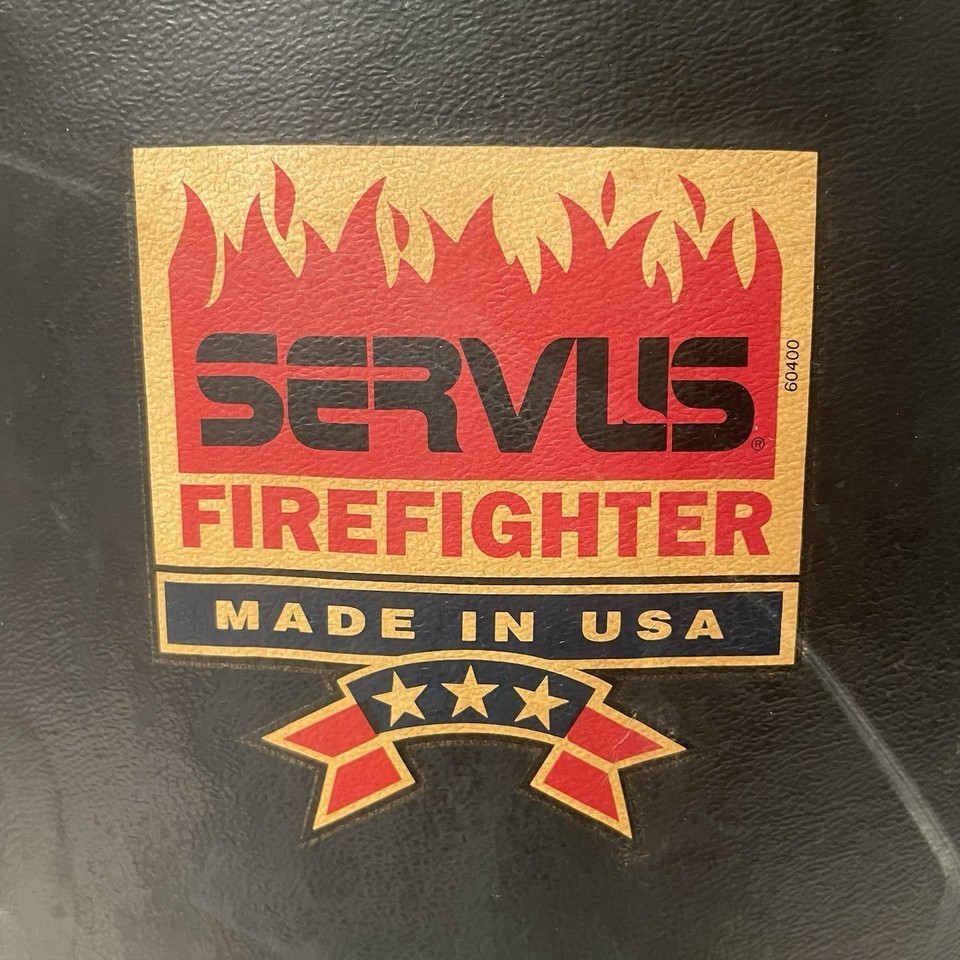 SERVUS®
60400
FIREFIGHTER
MADE IN USA